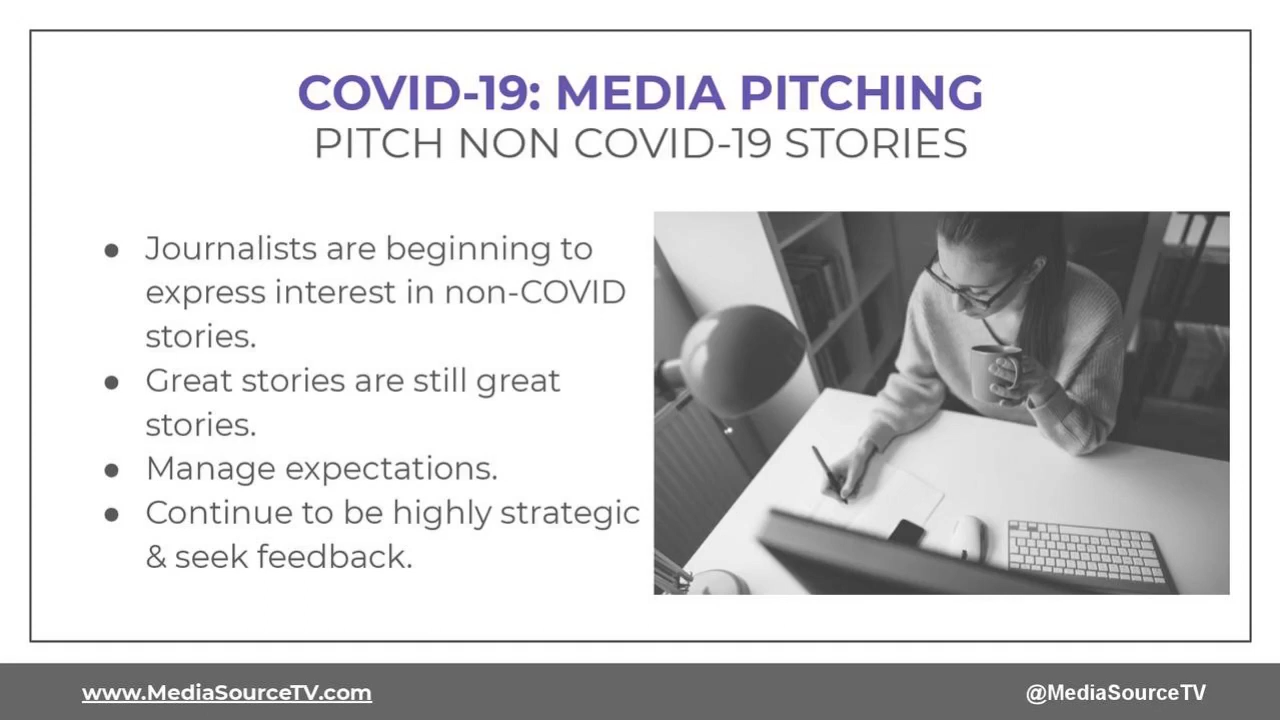 COVID-19: MEDIA PITCHING
PITCH NON COVID-19 STORIES
● Journalists are beginning to
express interest in non-COVID
stories.
● Great stories are still great
stories.
● Manage expectations.
● Continue to be highly strategic
& seek feedback.
www.MediaSourceTV.com
@MediaSourceTV